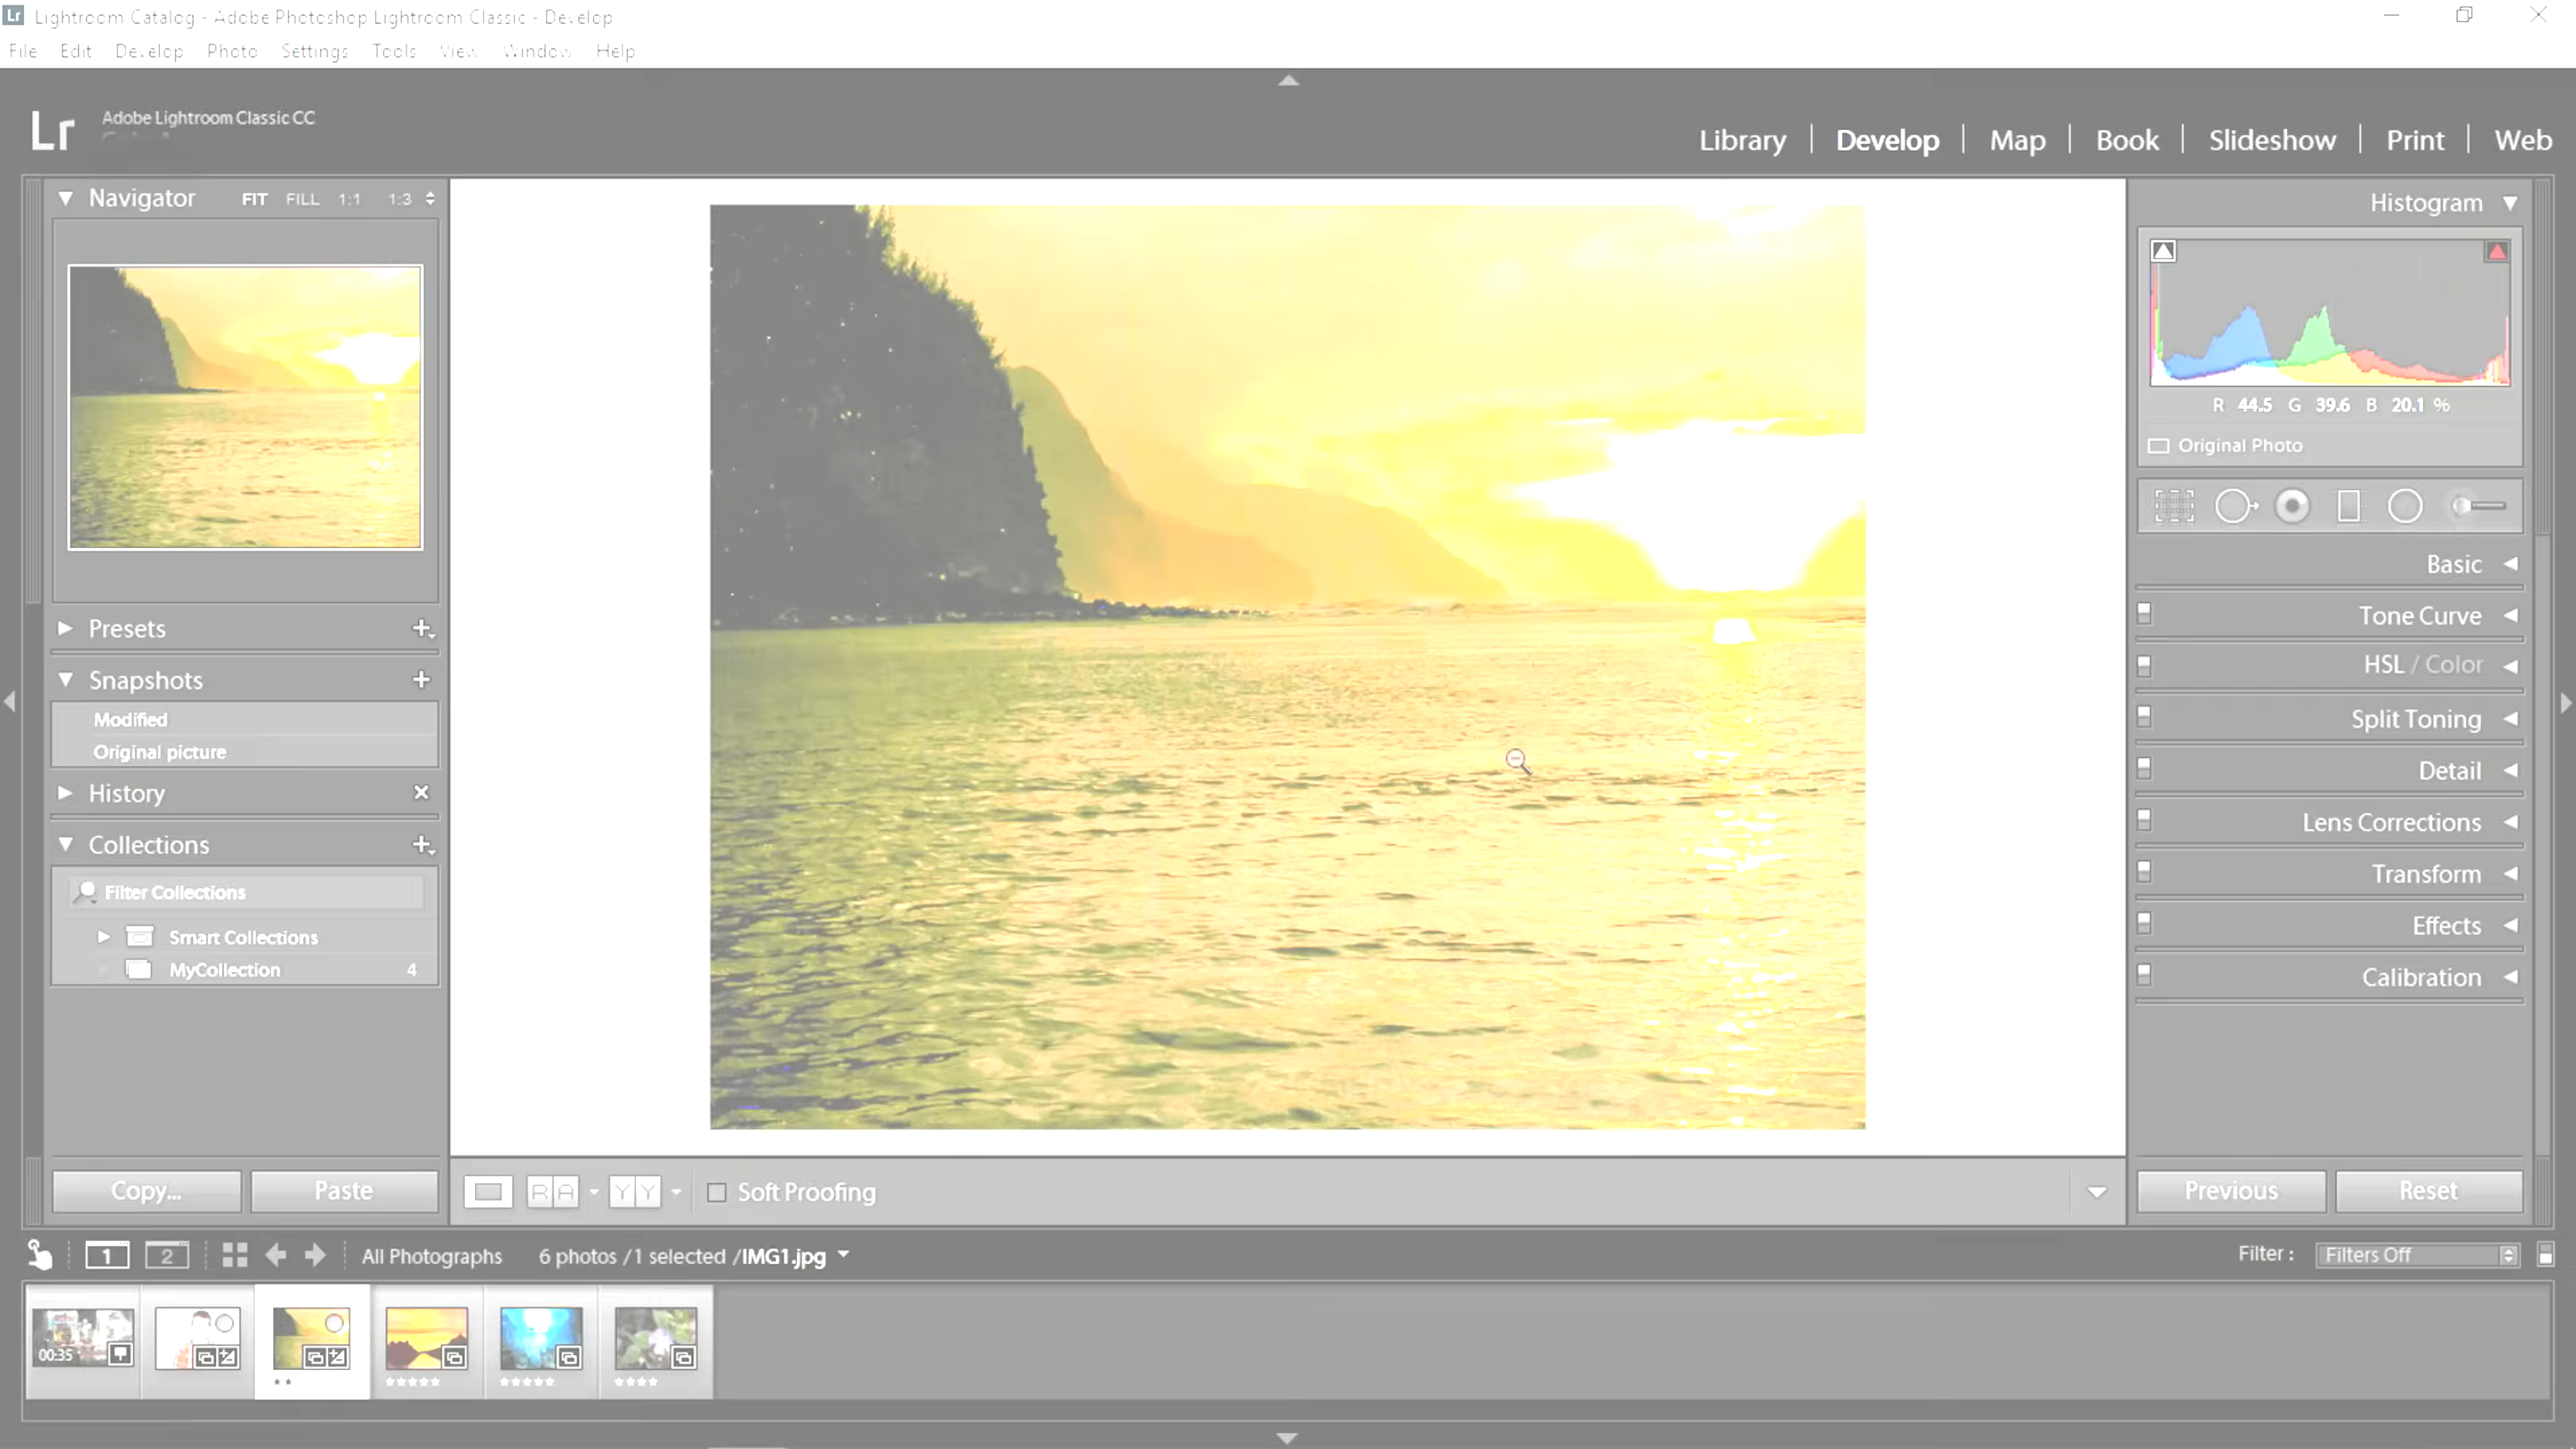 Lr Lightroom Catalog - Adobe Photoshop Lightroom Classic - Develop
File Edit Develop Photo Settings Tools View Window Help
Lr Adobe Lightroom Classic CC
Library | Develop | Map | Book | Slideshow | Print | Web
Navigator FIT FILL 1:1 1:3
Histogram
R 44.5 G 39.6 B 20.1 %
Original Photo
Basic
Tone Curve
HSL / Color
Split Toning
Detail
Lens Corrections
Transform
Effects
Calibration
Presets
Snapshots
Modified
Original picture
History
Collections
Filter Collections
Smart Collections
MyCollection 4
Copy... Paste
R A Y Y Soft Proofing
Previous Reset
1 2 All Photographs 6 photos /1 selected /IMG1.jpg
Filter : Filters Off
00:35